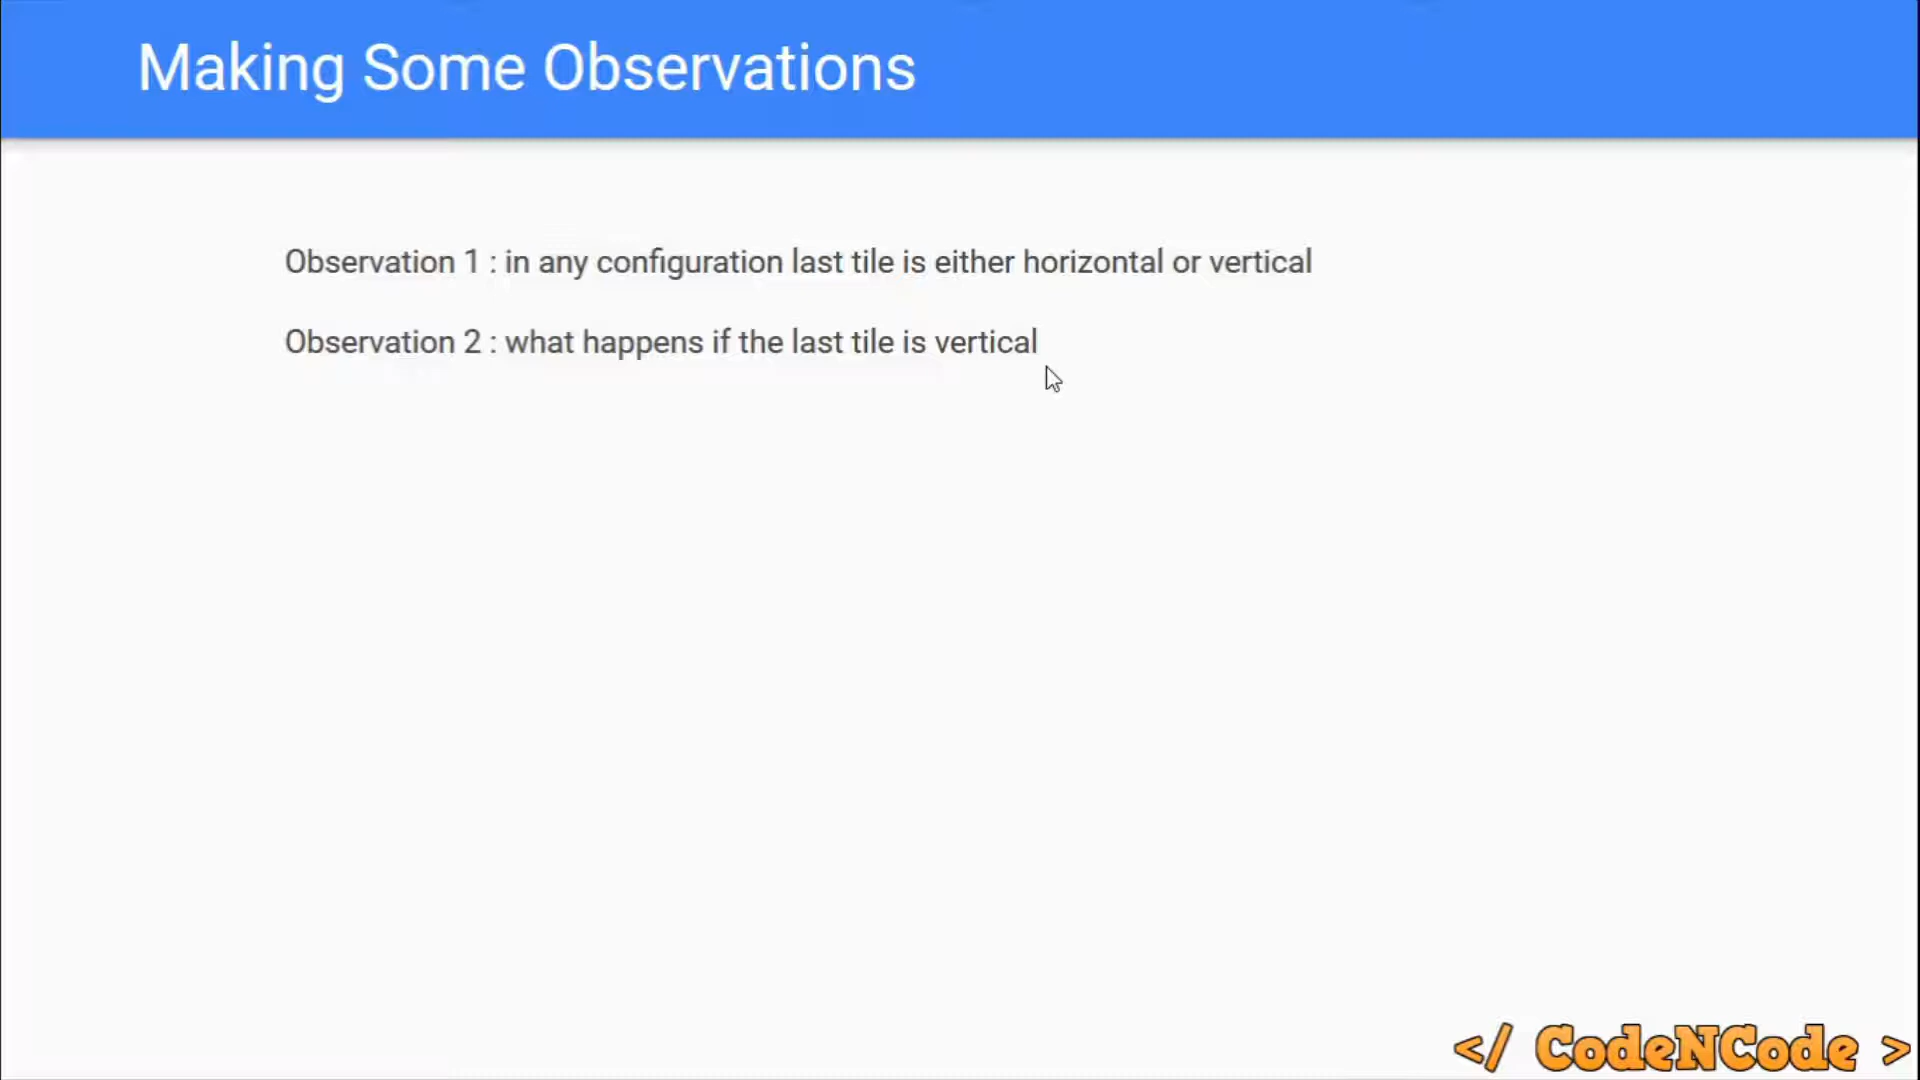 Making Some Observations
Observation 1 : in any configuration last tile is either horizontal or vertical
Observation 2 : what happens if the last tile is vertical
</ CodeNCode >